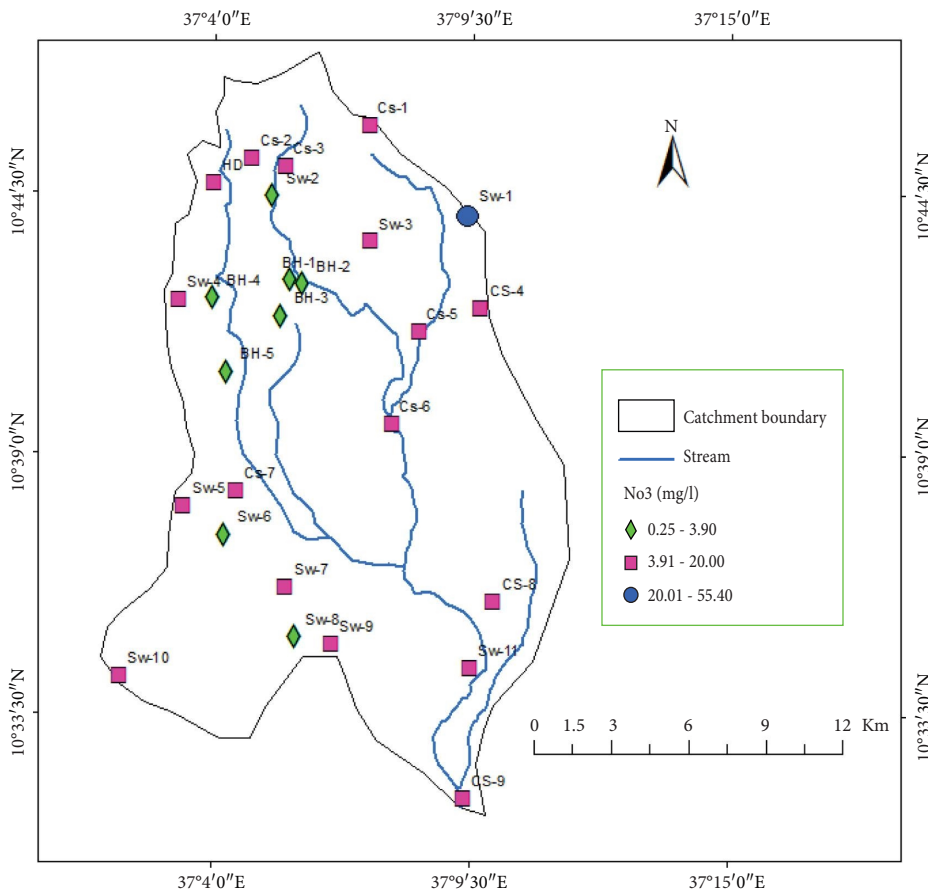 37°4′0″E 37°9′30″E 37°15′0″E
Cs-1
N
Cs-2
Cs-3
HD
Sw-2
10°44′30″N
10°44′30″N
Sw-1
Sw-3
BH-1
BH-2
Sw-4
BH-4
BH-3
CS-4
Cs-5
BH-5
Cs-6
Catchment boundary
Stream
No3 (mg/l)
0.25 - 3.90
3.91 - 20.00
20.01 - 55.40
10°39′0″N
10°39′0″N
Cs-7
Sw-5
Sw-6
Sw-7
CS-8
Sw-8
Sw-9
Sw-10
Sw-11
10°33′30″N
10°33′30″N
0 1.5 3 6 9 12 Km
CS-9
37°4′0″E 37°9′30″E 37°15′0″E